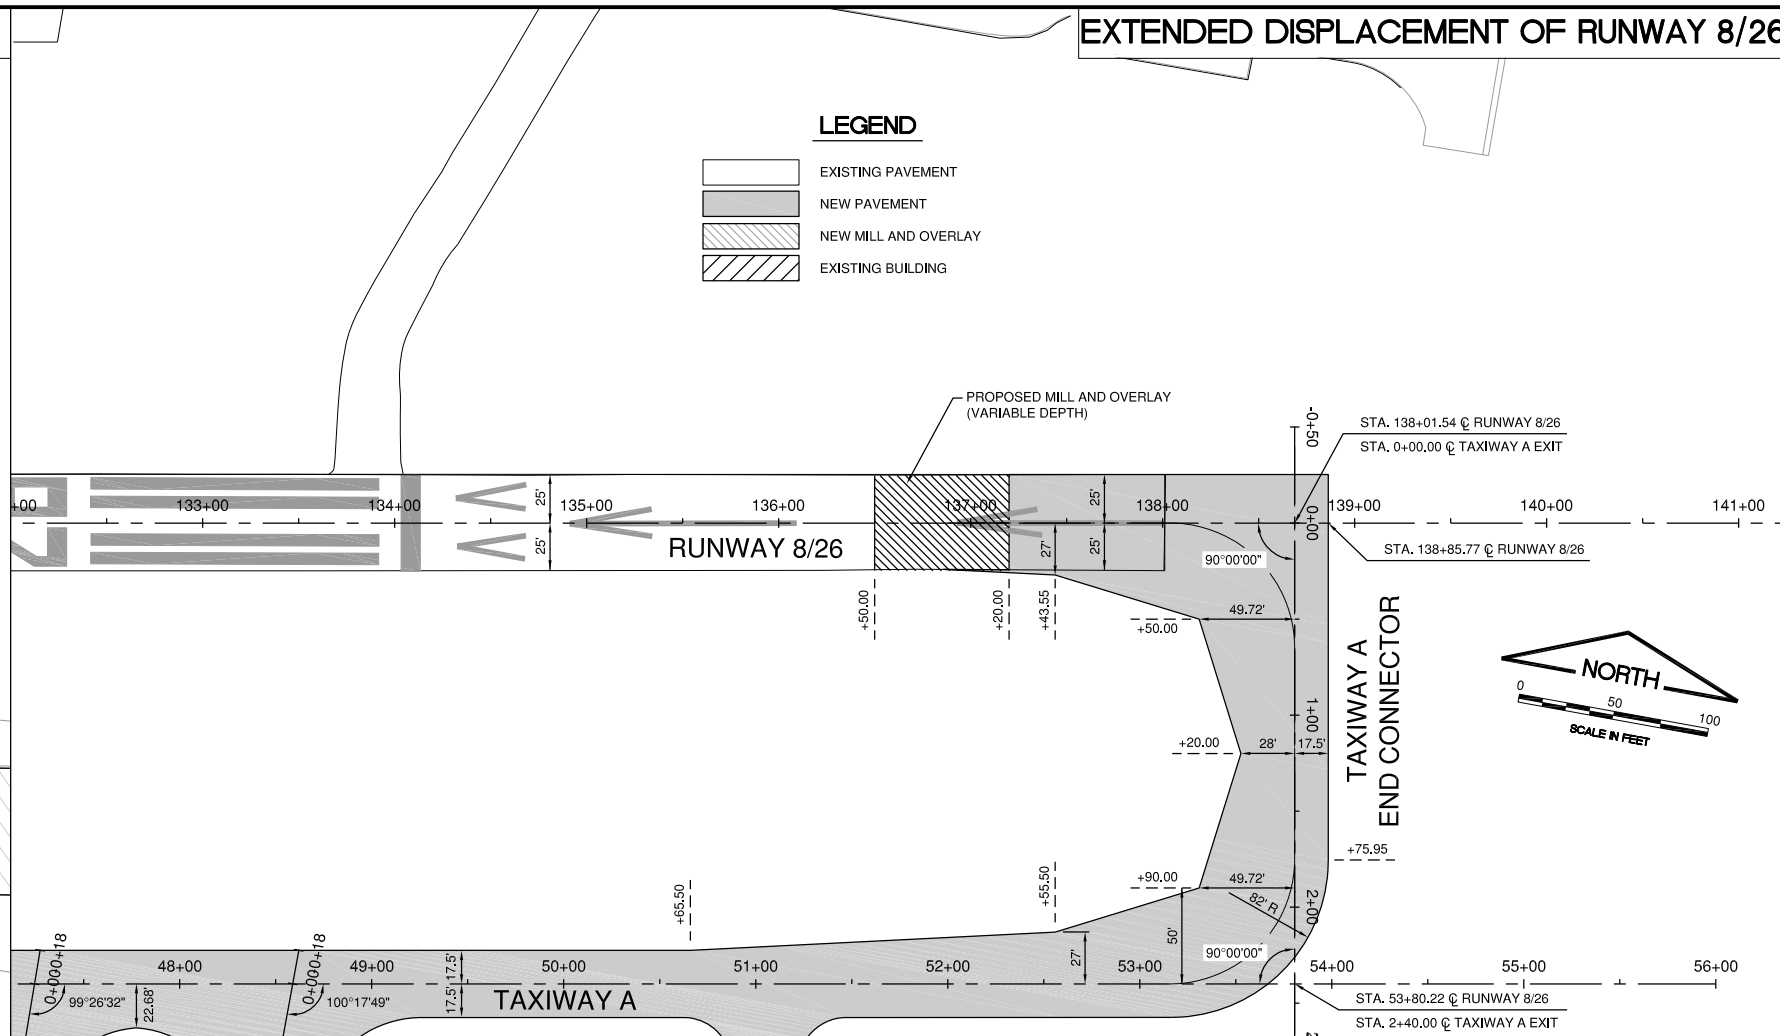 EXTENDED DISPLACEMENT OF RUNWAY 8/26
LEGEND
EXISTING PAVEMENT
NEW PAVEMENT
NEW MILL AND OVERLAY
EXISTING BUILDING
PROPOSED MILL AND OVERLAY
(VARIABLE DEPTH)
-0+50
STA. 138+01.54 ℄ RUNWAY 8/26
STA. 0+00.00 ℄ TAXIWAY A EXIT
+00
133+00
134+00
25'
135+00
136+00
137+00
25'
138+00
0+00
139+00
140+00
141+00
25'
RUNWAY 8/26
27'
25'
90°00'00"
STA. 138+85.77 ℄ RUNWAY 8/26
+50.00
+20.00
+43.55
+50.00
49.72'
TAXIWAY A
END CONNECTOR
NORTH
0
50
100
SCALE IN FEET
1+00
+20.00
28'
17.5'
+75.95
+65.50
+55.50
+90.00
49.72'
82' R
2+00
50'
27'
90°00'00"
0+00
0+18
48+00
0+00
0+18
49+00
17.5'
50+00
51+00
52+00
53+00
54+00
55+00
56+00
99°26'32"
22.68'
100°17'49"
17.5'
TAXIWAY A
STA. 53+80.22 ℄ RUNWAY 8/26
STA. 2+40.00 ℄ TAXIWAY A EXIT